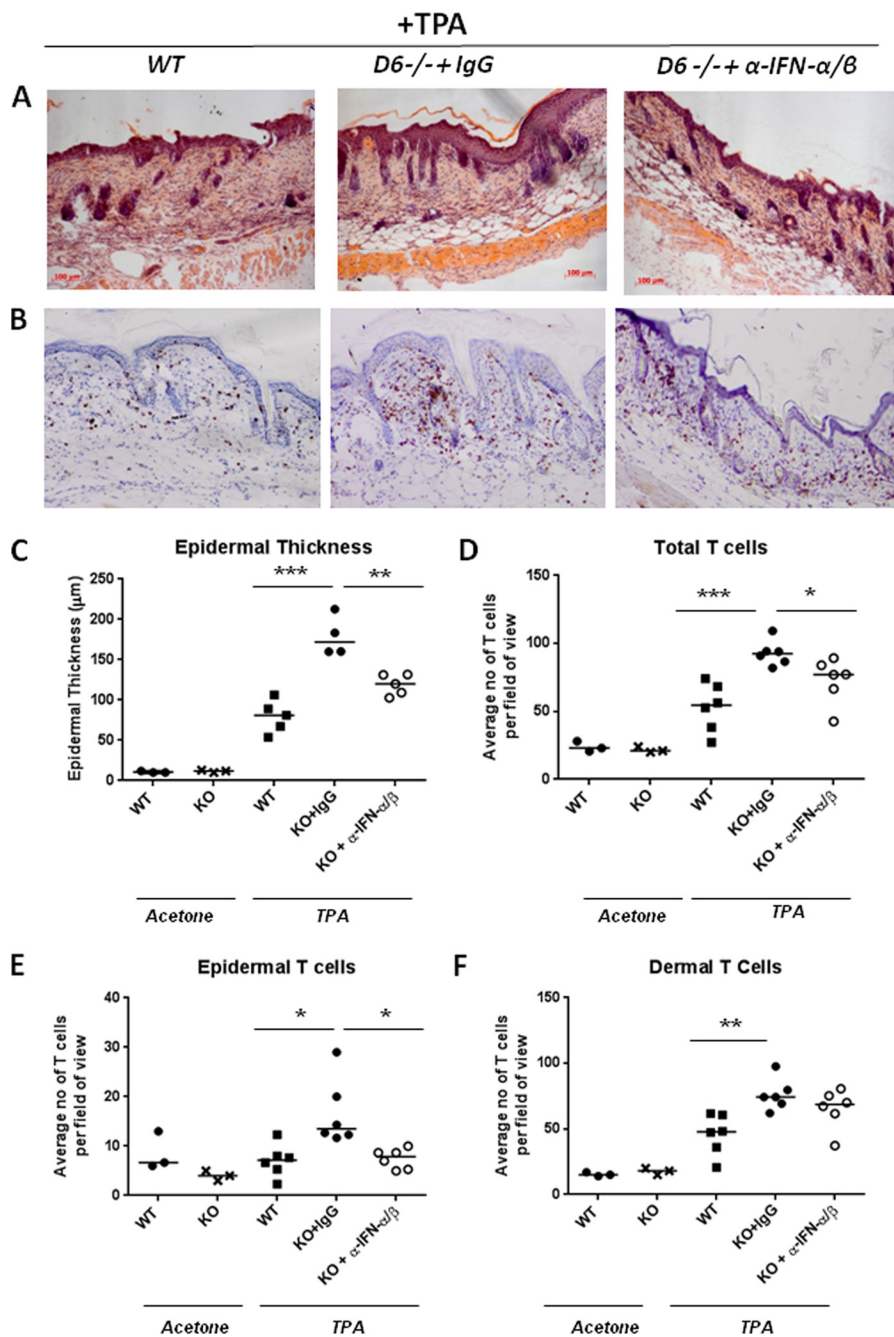 +TPA
WT
D6-/-+ IgG
D6 -/-+ α-IFN-α/β
A
100 µm
100 µm
100 µm
B
C
Epidermal Thickness
Epidermal Thickness (µm)
250
200
150
100
50
0
***
**
WT
KO
WT
KO+IgG
KO + α-IFN-α/β
Acetone
TPA
D
Total T cells
Average no of T cells
per field of view
150
100
50
0
***
*
WT
KO
WT
KO+IgG
KO + α-IFN-α/β
Acetone
TPA
E
Epidermal T cells
Average no of T cells
per field of view
40
30
20
10
0
*
*
WT
KO
WT
KO+IgG
KO + α-IFN-α/β
Acetone
TPA
F
Dermal T Cells
Average no of T cells
per field of view
150
100
50
0
**
WT
KO
WT
KO+IgG
KO + α-IFN-α/β
Acetone
TPA